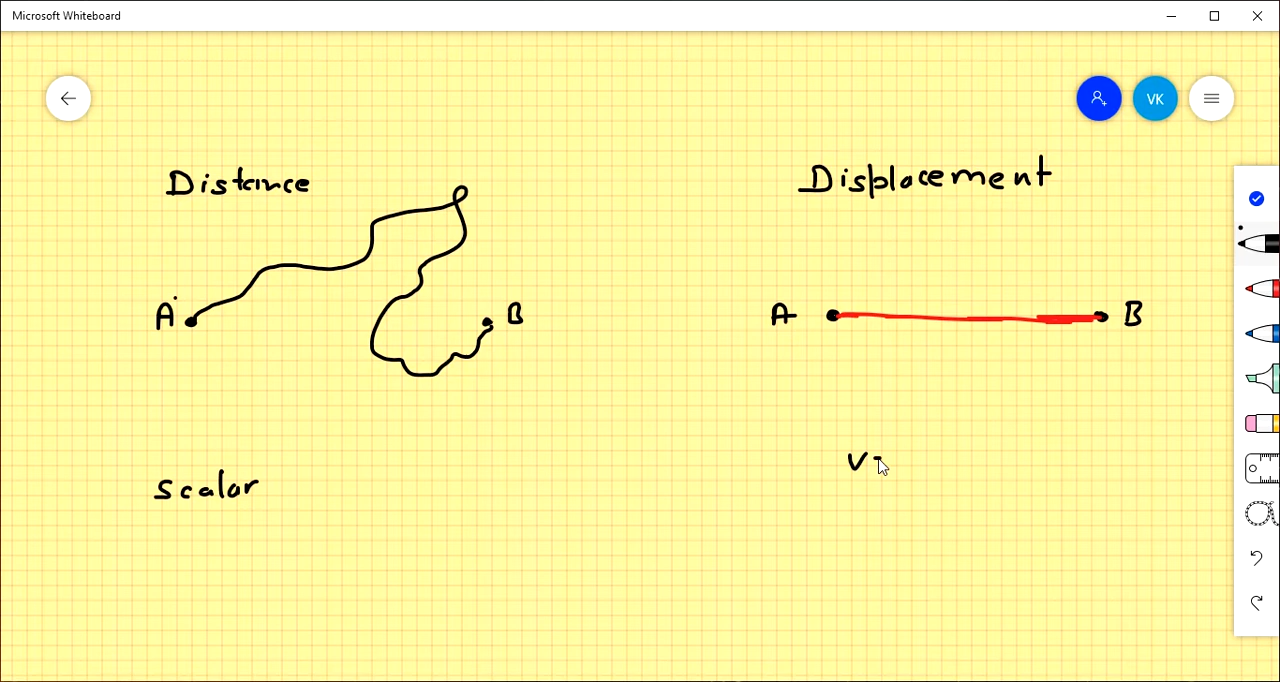 Microsoft Whiteboard
VK
Distance
Displacement
A
B
A
B
scalar
v